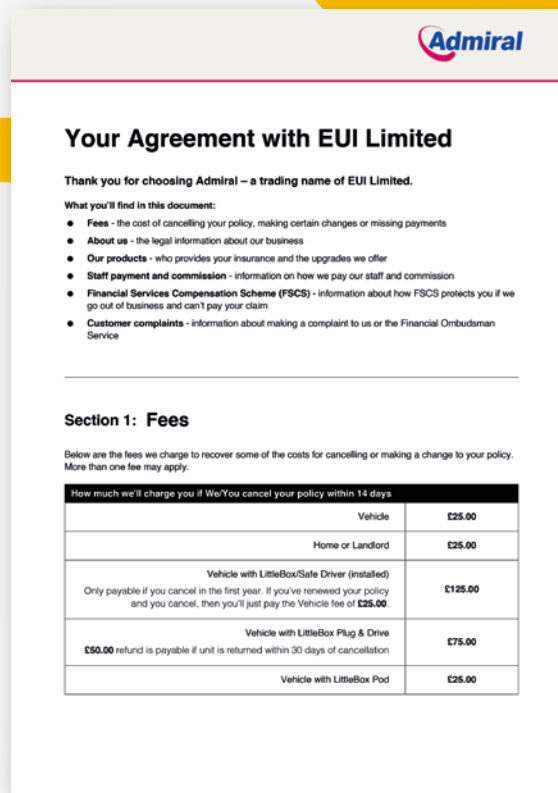 Admiral
Your Agreement with EUI Limited
Thank you for choosing Admiral – a trading name of EUI Limited.
What you'll find in this document:
● Fees - the cost of cancelling your policy, making certain changes or missing payments
● About us - the legal information about our business
● Our products - who provides your insurance and the upgrades we offer
● Staff payment and commission - information on how we pay our staff and commission
● Financial Services Compensation Scheme (FSCS) - information about how FSCS protects you if we
go out of business and can't pay your claim
● Customer complaints - information about making a complaint to us or the Financial Ombudsman
Service
Section 1: Fees
Below are the fees we charge to recover some of the costs for cancelling or making a change to your policy.
More than one fee may apply.
How much we'll charge you if We/You cancel your policy within 14 days
Vehicle £25.00
Home or Landlord £25.00
Vehicle with LittleBox/Safe Driver (installed)
Only payable if you cancel in the first year. If you've renewed your policy
and you cancel, then you'll just pay the Vehicle fee of £25.00.
£125.00
Vehicle with LittleBox Plug & Drive
£50.00 refund is payable if unit is returned within 30 days of cancellation
£75.00
Vehicle with LittleBox Pod £25.00